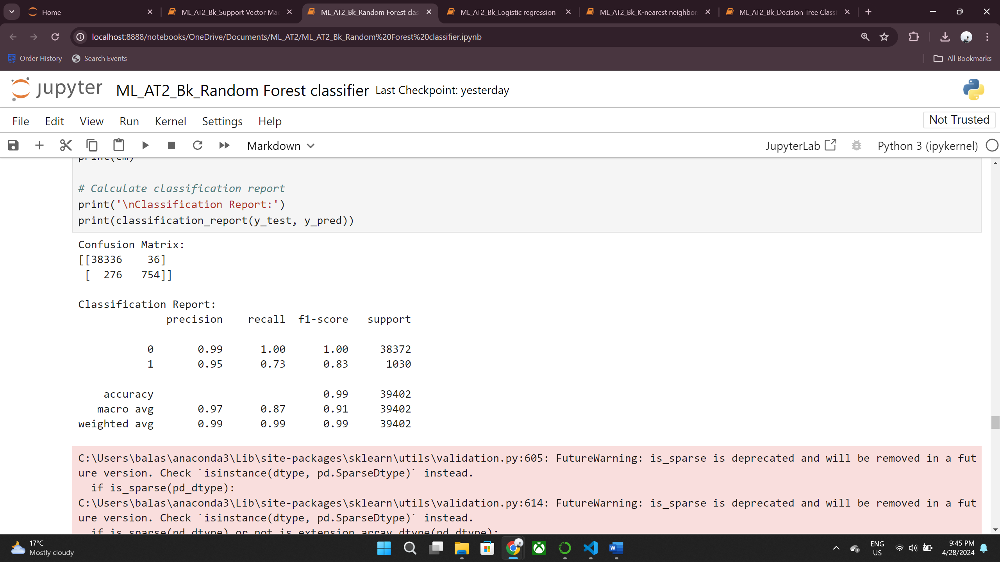 Home
ML_AT2_Bk_Support Vector Mac
ML_AT2_Bk_Random Forest clas
ML_AT2_Bk_Logistic regression
ML_AT2_Bk_K-nearest neighbor
ML_AT2_Bk_Decision Tree Classi
localhost:8888/notebooks/OneDrive/Documents/ML_AT2/ML_AT2_Bk_Random%20Forest%20classifier.ipynb
Order History
Search Events
All Bookmarks
jupyter
ML_AT2_Bk_Random Forest classifier
Last Checkpoint: yesterday
File Edit View Run Kernel Settings Help
Not Trusted
Markdown
JupyterLab
Python 3 (ipykernel)
print(cm)
# Calculate classification report
print('\nClassification Report:')
print(classification_report(y_test, y_pred))
Confusion Matrix:
[[38336    36]
 [  276   754]]
Classification Report:
              precision    recall  f1-score   support
           0       0.99      1.00      1.00     38372
           1       0.95      0.73      0.83      1030
    accuracy                           0.99     39402
   macro avg       0.97      0.87      0.91     39402
weighted avg       0.99      0.99      0.99     39402
C:\Users\balas\anaconda3\Lib\site-packages\sklearn\utils\validation.py:605: FutureWarning: is_sparse is deprecated and will be removed in a fut
ure version. Check `isinstance(dtype, pd.SparseDtype)` instead.
  if is_sparse(pd_dtype):
C:\Users\balas\anaconda3\Lib\site-packages\sklearn\utils\validation.py:614: FutureWarning: is_sparse is deprecated and will be removed in a fut
ure version. Check `isinstance(dtype, pd.SparseDtype)` instead.
  if is_sparse(pd_dtype) or not is_extension_array_dtype(pd_dtype):
17°C
Mostly cloudy
ENG
US
9:45 PM
4/28/2024